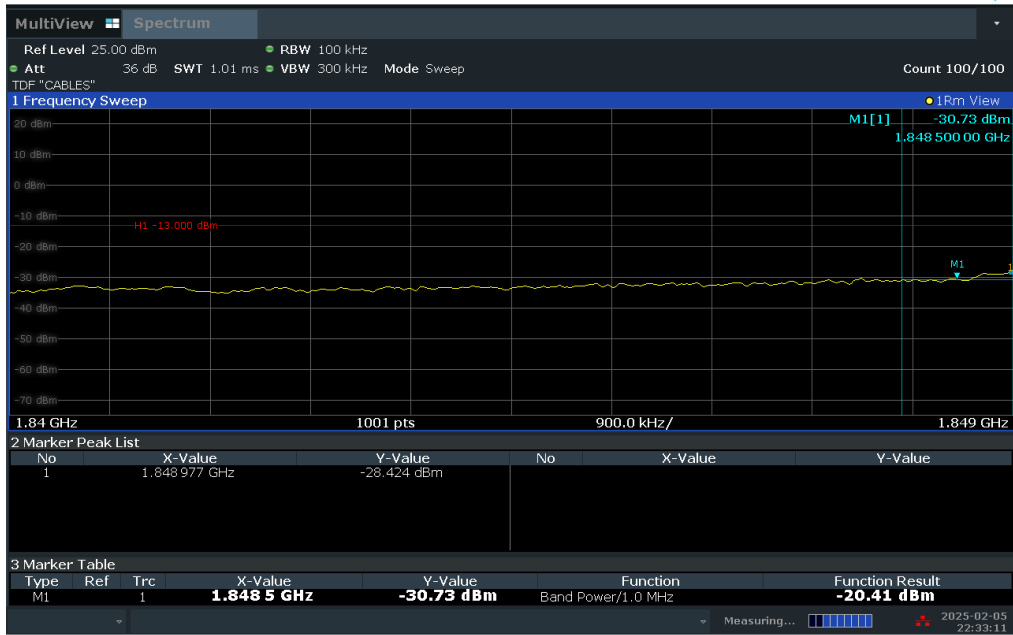 MultiView Spectrum
Ref Level 25.00 dBm RBW 100 kHz
Att 36 dB SWT 1.01 ms VBW 300 kHz Mode Sweep Count 100/100
TDF "CABLES"
1 Frequency Sweep 1Rm View
M1[1] -30.73 dBm
1.848 500 00 GHz
20 dBm
10 dBm
0 dBm
-10 dBm
H1 -13.000 dBm
-20 dBm
M1
1
-30 dBm
-40 dBm
-50 dBm
-60 dBm
-70 dBm
1.84 GHz 1001 pts 900.0 kHz/ 1.849 GHz
2 Marker Peak List
No X-Value Y-Value No X-Value Y-Value
1 1.848977 GHz -28.424 dBm
3 Marker Table
Type Ref Trc X-Value Y-Value Function Function Result
M1 1 1.848 5 GHz -30.73 dBm Band Power/1.0 MHz -20.41 dBm
Measuring... 2025-02-05
22:33:11